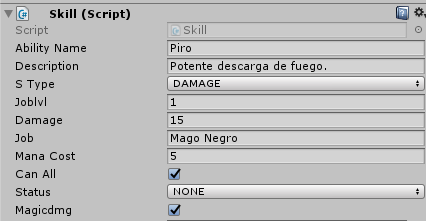 Skill (Script)
Script Skill
Ability Name Piro
Description Potente descarga de fuego.
S Type DAMAGE
Joblvl 1
Damage 15
Job Mago Negro
Mana Cost 5
Can All
Status NONE
Magicdmg